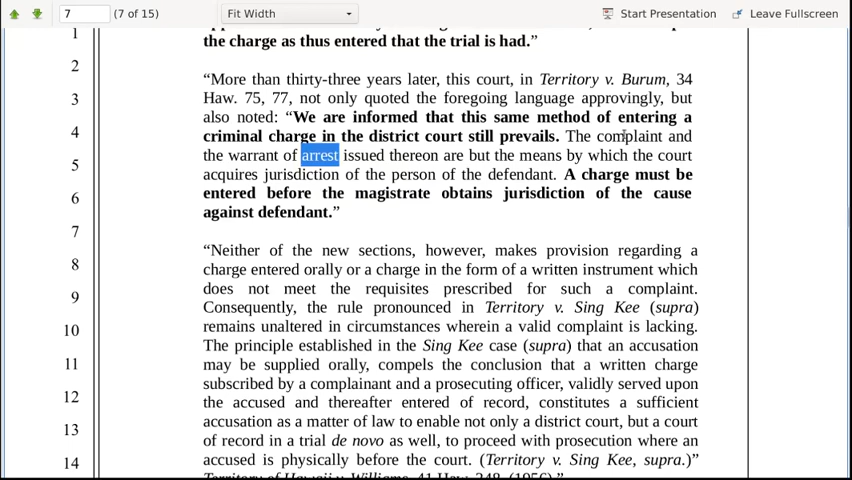 7 (7 of 15) Fit Width Start Presentation Leave Fullscreen
the charge as thus entered that the trial is had.”
“More than thirty-three years later, this court, in Territory v. Burum, 34
Haw. 75, 77, not only quoted the foregoing language approvingly, but
also noted: “We are informed that this same method of entering a
criminal charge in the district court still prevails. The complaint and
the warrant of arrest issued thereon are but the means by which the court
acquires jurisdiction of the person of the defendant. A charge must be
entered before the magistrate obtains jurisdiction of the cause
against defendant.”
“Neither of the new sections, however, makes provision regarding a
charge entered orally or a charge in the form of a written instrument which
does not meet the requisites prescribed for such a complaint.
Consequently, the rule pronounced in Territory v. Sing Kee (supra)
remains unaltered in circumstances wherein a valid complaint is lacking.
The principle established in the Sing Kee case (supra) that an accusation
may be supplied orally, compels the conclusion that a written charge
subscribed by a complainant and a prosecuting officer, validly served upon
the accused and thereafter entered of record, constitutes a sufficient
accusation as a matter of law to enable not only a district court, but a court
of record in a trial de novo as well, to proceed with prosecution where an
accused is physically before the court. (Territory v. Sing Kee, supra.)”
Territory of Hawaii v. Williams, 41 Haw. 348, (1956).”
1
2
3
4
5
6
7
8
9
10
11
12
13
14